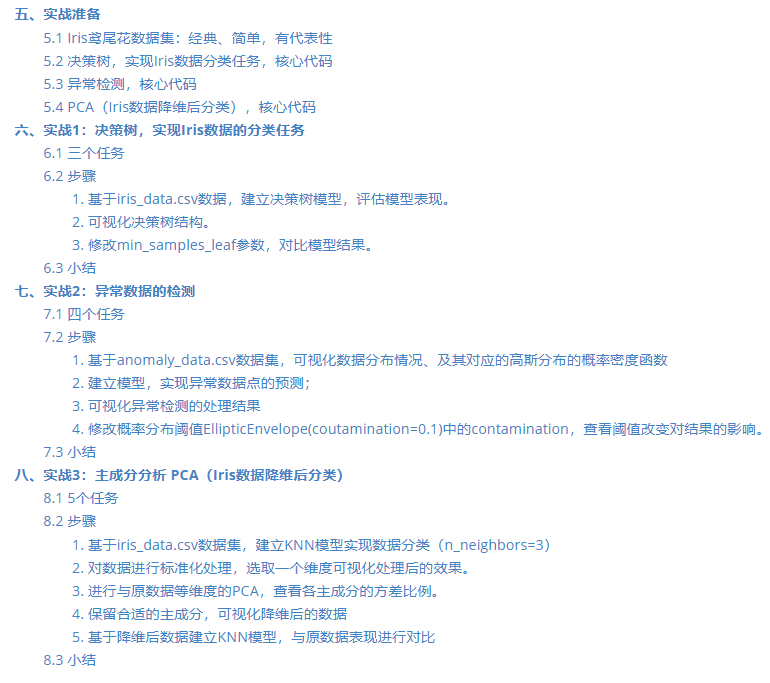 五、实战准备
5.1 Iris鸢尾花数据集：经典、简单，有代表性
5.2 决策树，实现Iris数据分类任务，核心代码
5.3 异常检测，核心代码
5.4 PCA（Iris数据降维后分类），核心代码
六、实战1：决策树，实现Iris数据的分类任务
6.1 三个任务
6.2 步骤
1. 基于iris_data.csv数据，建立决策树模型，评估模型表现。
2. 可视化决策树结构。
3. 修改min_samples_leaf参数，对比模型结果。
6.3 小结
七、实战2：异常数据的检测
7.1 四个任务
7.2 步骤
1. 基于anomaly_data.csv数据集，可视化数据分布情况、及其对应的高斯分布的概率密度函数
2. 建立模型，实现异常数据点的预测；
3. 可视化异常检测的处理结果
4. 修改概率分布阈值EllipticEnvelope(coutamination=0.1)中的contamination，查看阈值改变对结果的影响。
7.3 小结
八、实战3：主成分分析 PCA（Iris数据降维后分类）
8.1 5个任务
8.2 步骤
1. 基于iris_data.csv数据集，建立KNN模型实现数据分类（n_neighbors=3）
2. 对数据进行标准化处理，选取一个维度可视化处理后的效果。
3. 进行与原数据等维度的PCA，查看各主成分的方差比例。
4. 保留合适的主成分，可视化降维后的数据
5. 基于降维后数据建立KNN模型，与原数据表现进行对比
8.3 小结